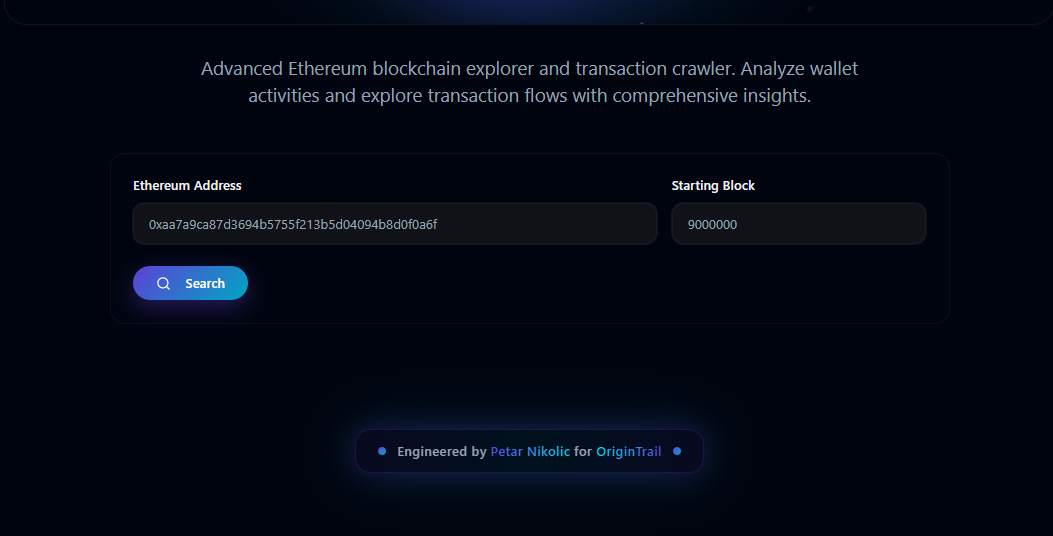 Advanced Ethereum blockchain explorer and transaction crawler. Analyze wallet
activities and explore transaction flows with comprehensive insights.
Ethereum Address
Starting Block
0xaa7a9ca87d3694b5755f213b5d04094b8d0f0a6f
9000000
Search
Engineered by Petar Nikolic for OriginTrail